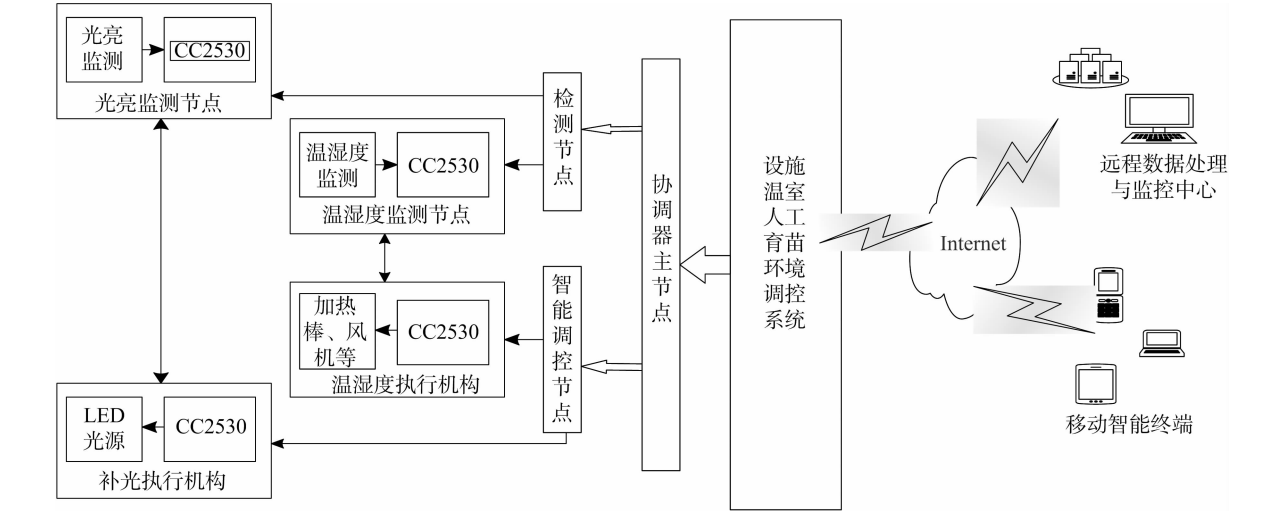 光亮
监测
CC2530
光亮监测节点
温湿度
监测
CC2530
温湿度监测节点
加热
棒、风
机等
CC2530
温湿度执行机构
LED
光源
CC2530
补光执行机构
检
测
节
点
智
能
调
控
节
点
协
调
器
主
节
点
设施
温室
人工
育苗
环境
调控
系统
Internet
远程数据处理
与监控中心
移动智能终端